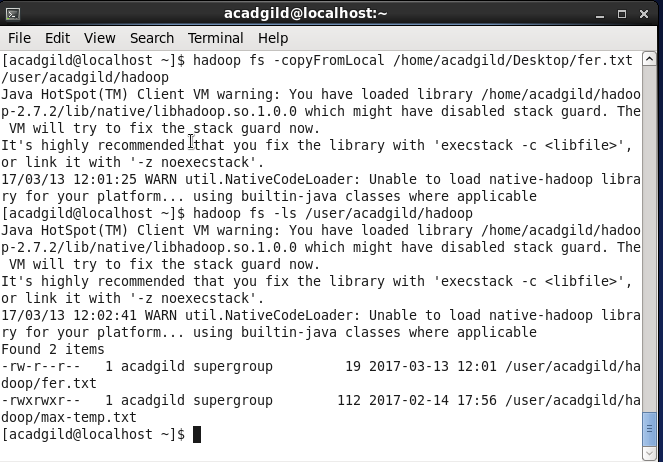 acadgild@localhost:~
File Edit View Search Terminal Help
[acadgild@localhost ~]$ hadoop fs -copyFromLocal /home/acadgild/Desktop/fer.txt
/user/acadgild/hadoop
Java HotSpot(TM) Client VM warning: You have loaded library /home/acadgild/hadoo
p-2.7.2/lib/native/libhadoop.so.1.0.0 which might have disabled stack guard. The
 VM will try to fix the stack guard now.
It's highly recommended that you fix the library with 'execstack -c <libfile>',
or link it with '-z noexecstack'.
17/03/13 12:01:25 WARN util.NativeCodeLoader: Unable to load native-hadoop libra
ry for your platform... using builtin-java classes where applicable
[acadgild@localhost ~]$ hadoop fs -ls /user/acadgild/hadoop
Java HotSpot(TM) Client VM warning: You have loaded library /home/acadgild/hadoo
p-2.7.2/lib/native/libhadoop.so.1.0.0 which might have disabled stack guard. The
 VM will try to fix the stack guard now.
It's highly recommended that you fix the library with 'execstack -c <libfile>',
or link it with '-z noexecstack'.
17/03/13 12:02:41 WARN util.NativeCodeLoader: Unable to load native-hadoop libra
ry for your platform... using builtin-java classes where applicable
Found 2 items
-rw-r--r--   1 acadgild supergroup         19 2017-03-13 12:01 /user/acadgild/ha
doop/fer.txt
-rwxrwxr--   1 acadgild supergroup        112 2017-02-14 17:56 /user/acadgild/ha
doop/max-temp.txt
[acadgild@localhost ~]$